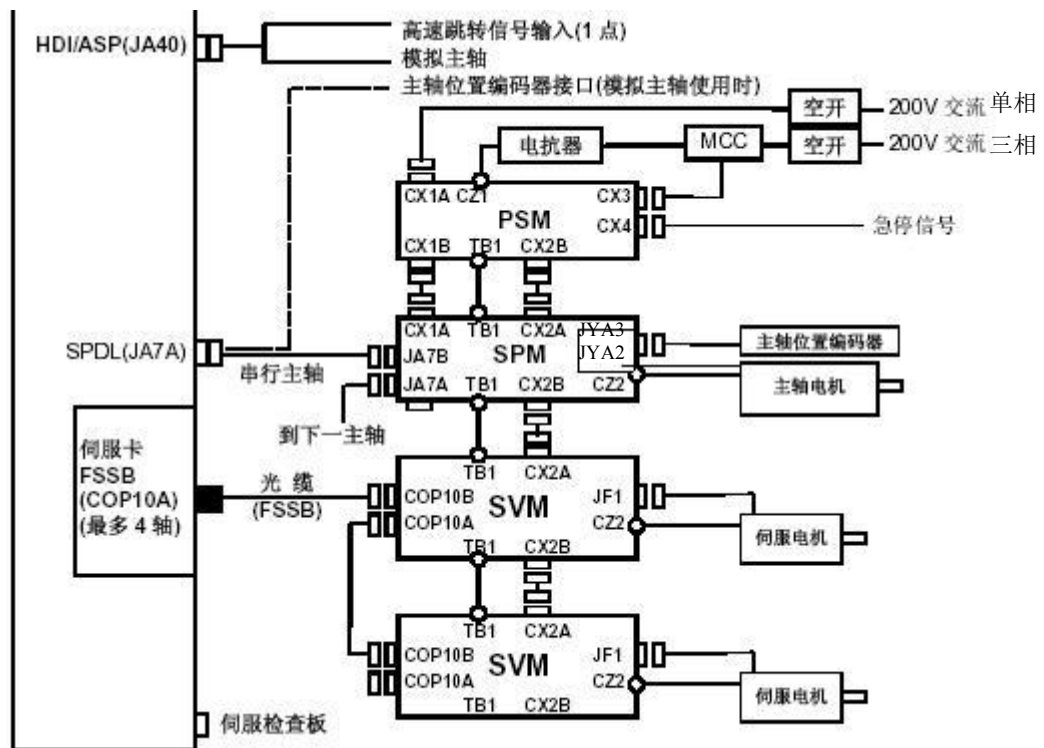 HDI/ASP(JA40)
高速跳转信号输入(1 点)
模拟主轴
主轴位置编码器接口(模拟主轴使用时)
空开
200V 交流 单相
电抗器
MCC
空开
200V 交流 三相
CX1A CZ1
CX3
PSM
CX4
急停信号
CX1B TB1 CX2B
SPDL(JA7A)
串行主轴
CX1A TB1 CX2A JYA3
JA7B SPM JYA2
JA7A TB1 CX2B CZ2
主轴位置编码器
主轴电机
到下一主轴
伺服卡
FSSB
(COP10A)
(最多 4 轴)
光 缆
(FSSB)
TB1 CX2A
COP10B SVM JF1
COP10A CZ2
TB1 CX2B
伺服电机
TB1 CX2A
COP10B SVM JF1
COP10A CZ2
TB1 CX2B
伺服电机
伺服检查板